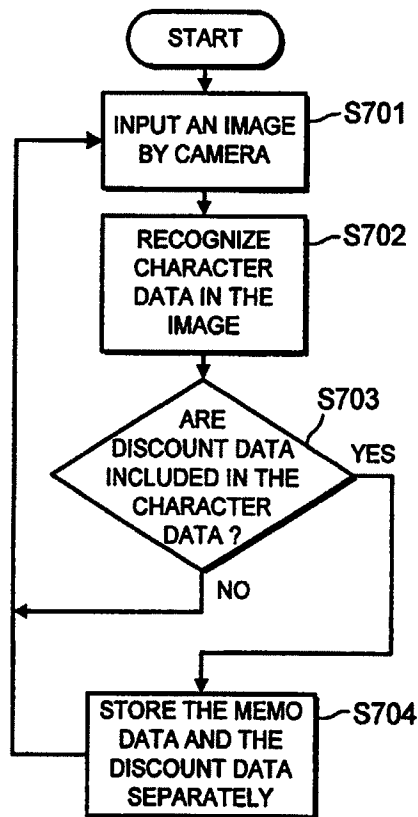 START
INPUT AN IMAGE
BY CAMERA
S701
RECOGNIZE
CHARACTER
DATA IN THE
IMAGE
S702
ARE
DISCOUNT DATA
INCLUDED IN THE
CHARACTER
DATA ?
S703
YES
NO
STORE THE MEMO
DATA AND THE
DISCOUNT DATA
SEPARATELY
S704